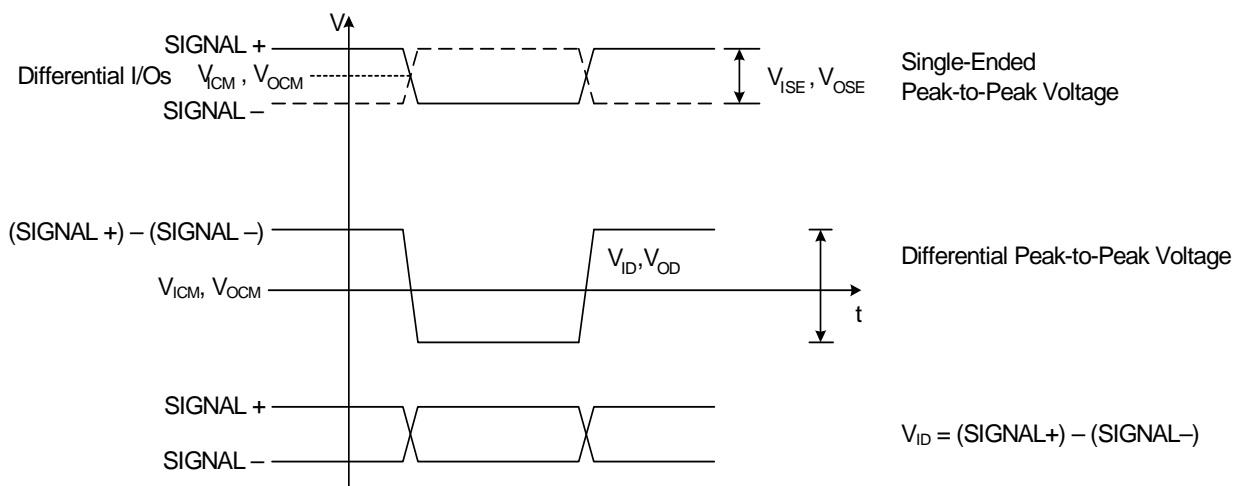 V
SIGNAL +
Differential I/Os V_ICM , V_OCM
SIGNAL –
V_ISE , V_OSE
Single-Ended
Peak-to-Peak Voltage
(SIGNAL +) – (SIGNAL –)
V_ID, V_OD
Differential Peak-to-Peak Voltage
V_ICM, V_OCM
t
SIGNAL +
SIGNAL –
V_ID = (SIGNAL+) – (SIGNAL–)